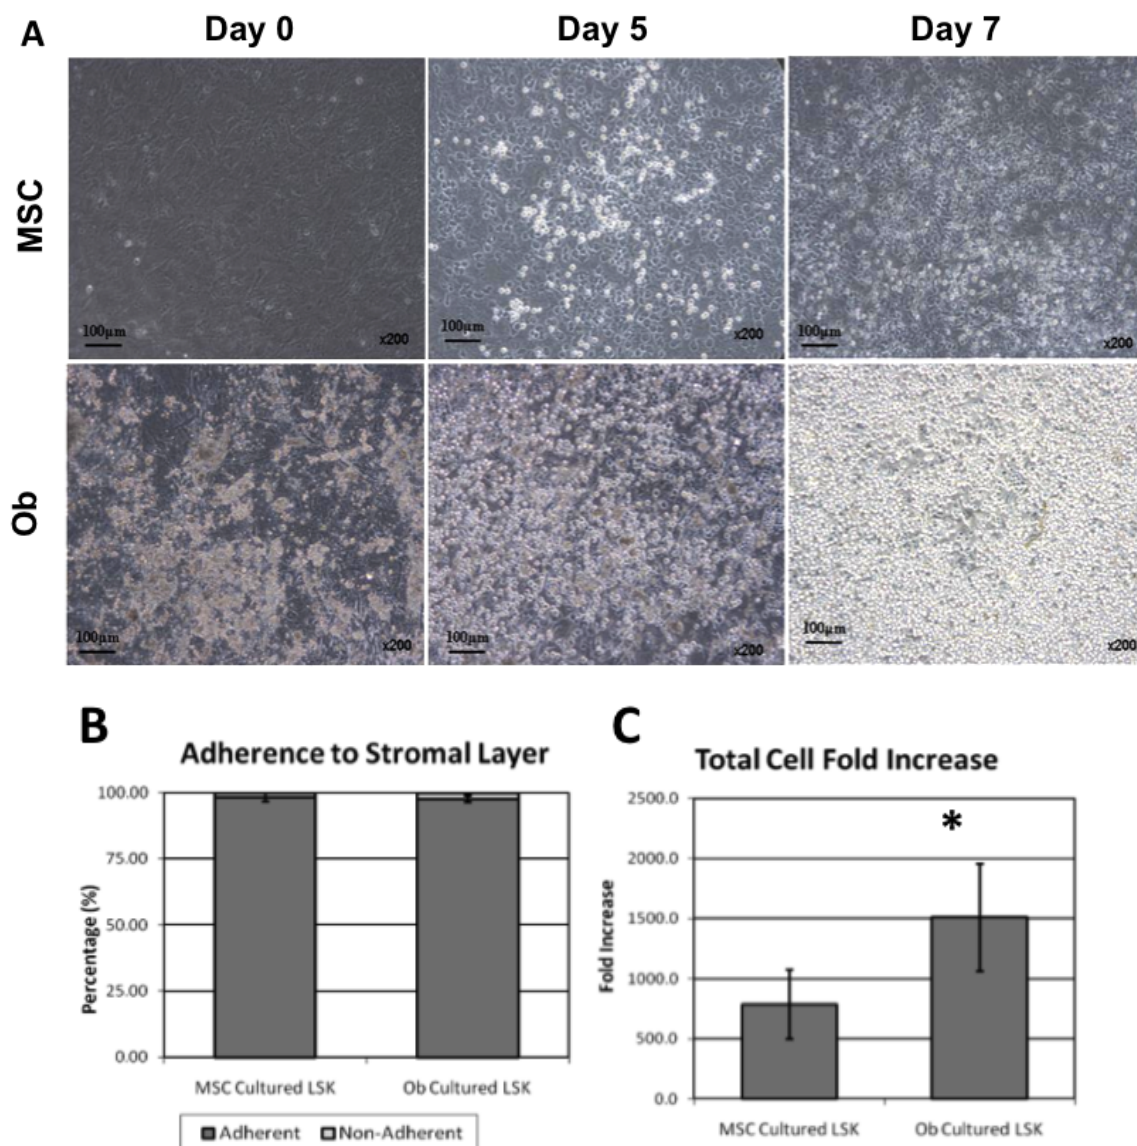 A
Day 0
Day 5
Day 7
MSC
100µm
x200
100µm
x200
100µm
x200
Ob
100µm
x200
100µm
x200
100µm
x200
B
Adherence to Stromal Layer
Percentage (%)
100.00
75.00
50.00
25.00
0.00
MSC Cultured LSK
Ob Cultured LSK
Adherent
Non-Adherent
C
Total Cell Fold Increase
Fold Increase
2500.0
2000.0
1500.0
1000.0
500.0
0.0
*
MSC Cultured LSK
Ob Cultured LSK